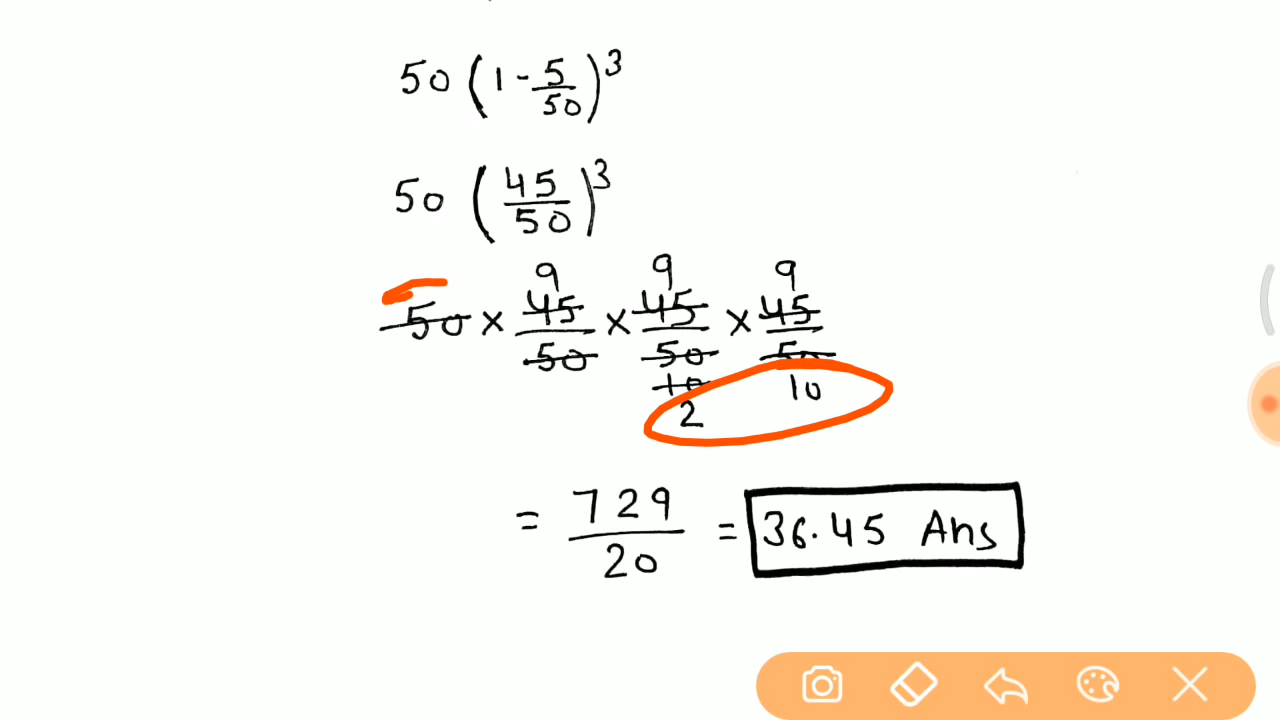 50 (1 - 5/50)³
50 (45/50)³
9 9 9
50 × 45/50 × 45/50 × 45/50
10 10
2
= 729/20 = 36.45 Ans